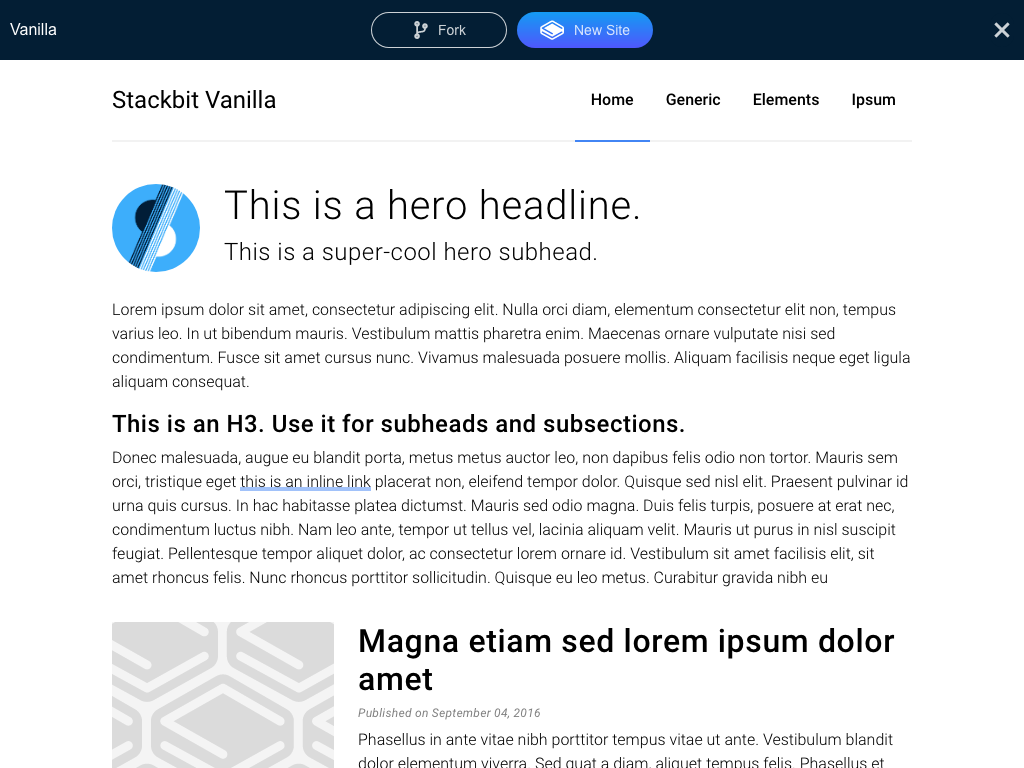 Vanilla
Fork
New Site
Stackbit Vanilla
Home
Generic
Elements
Ipsum
This is a hero headline.
This is a super-cool hero subhead.
Lorem ipsum dolor sit amet, consectetur adipiscing elit. Nulla orci diam, elementum consectetur elit non, tempus
varius leo. In ut bibendum mauris. Vestibulum mattis pharetra enim. Maecenas ornare vulputate nisi sed
condimentum. Fusce sit amet cursus nunc. Vivamus malesuada posuere mollis. Aliquam facilisis neque eget ligula
aliquam consequat.
This is an H3. Use it for subheads and subsections.
Donec malesuada, augue eu blandit porta, metus metus auctor leo, non dapibus felis odio non tortor. Mauris sem
orci, tristique eget this is an inline link placerat non, eleifend tempor dolor. Quisque sed nisl elit. Praesent pulvinar id
urna quis cursus. In hac habitasse platea dictumst. Mauris sed odio magna. Duis felis turpis, posuere at erat nec,
condimentum luctus nibh. Nam leo ante, tempor ut tellus vel, lacinia aliquam velit. Mauris ut purus in nisl suscipit
feugiat. Pellentesque tempor aliquet dolor, ac consectetur lorem ornare id. Vestibulum sit amet facilisis elit, sit
amet rhoncus felis. Nunc rhoncus porttitor sollicitudin. Quisque eu leo metus. Curabitur gravida nibh eu
Magna etiam sed lorem ipsum dolor
amet
Published on September 04, 2016
Phasellus in ante vitae nibh porttitor tempus vitae ut ante. Vestibulum blandit
dolor elementum viverra. Sed quat a diam, aliquet tempus felis. Phasellus et